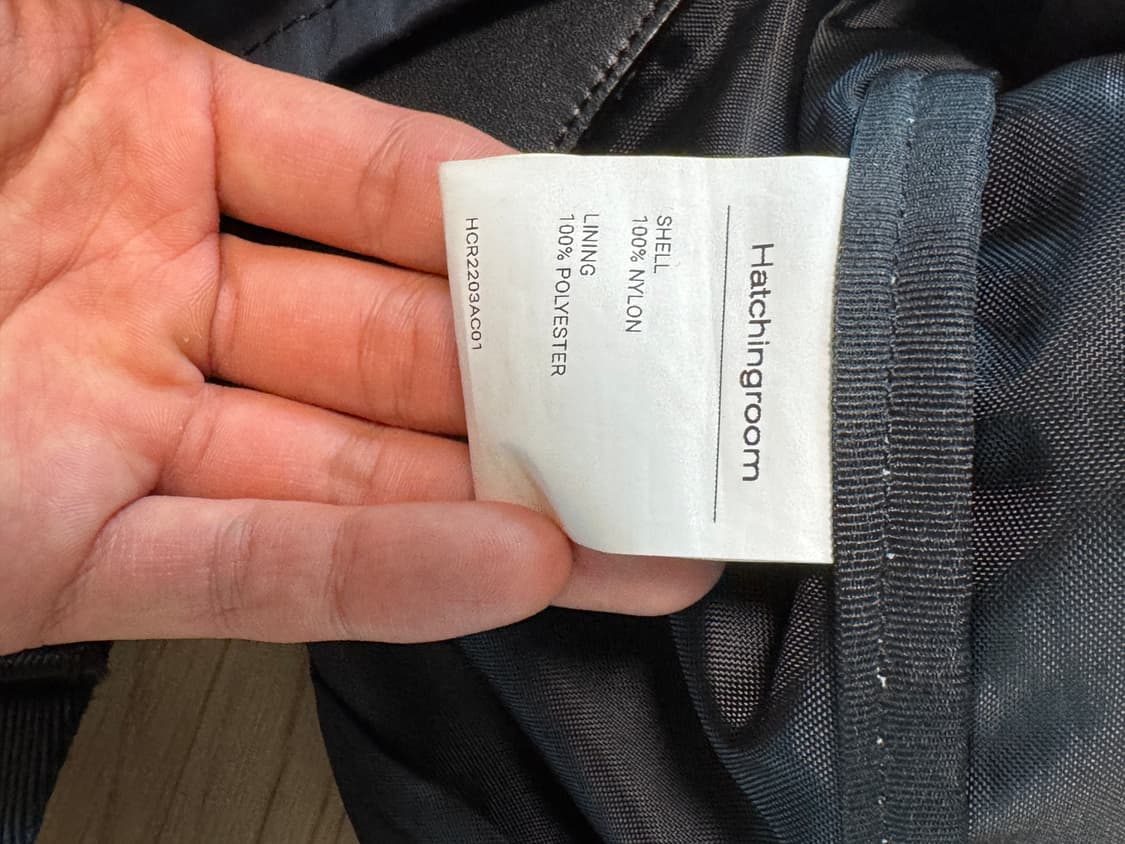 Hatchingroom
SHELL
100% NYLON
LINING
100% POLYESTER
HCR2203AC01